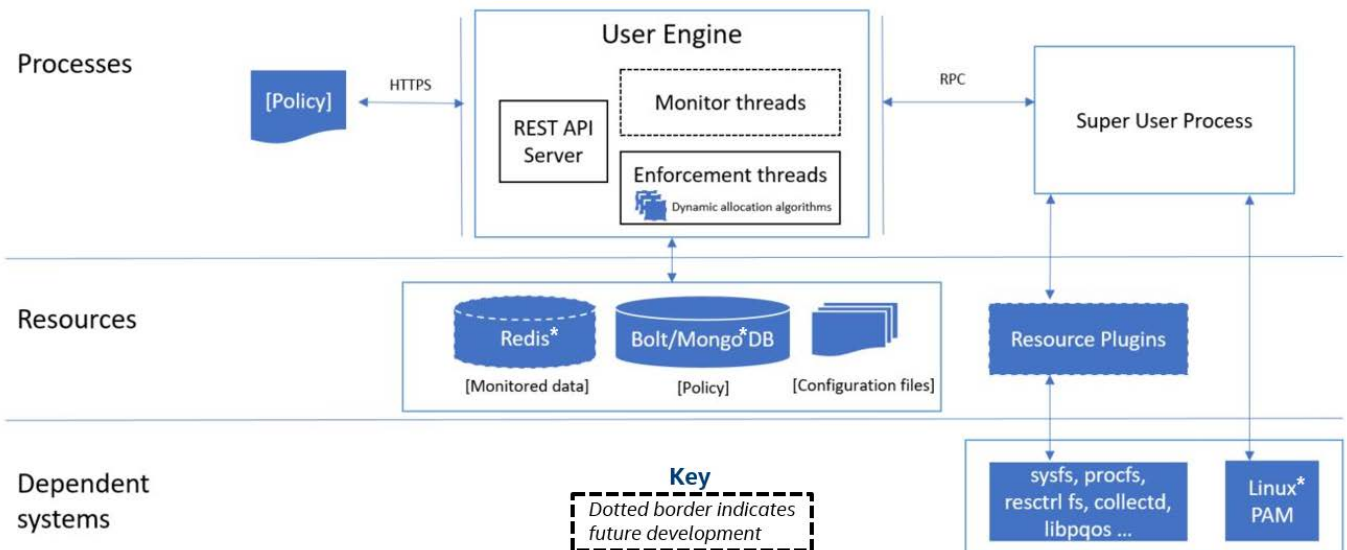 User Engine
Processes
[Policy]
HTTPS
REST API
Server
Monitor threads
Enforcement threads
Dynamic allocation algorithms
RPC
Super User Process
Resources
Redis*
[Monitored data]
Bolt/Mongo*DB
[Policy]
[Configuration files]
Resource Plugins
Dependent
systems
Key
Dotted border indicates
future development
sysfs, procfs,
resctrl fs, collectd,
libpqos ...
Linux*
PAM